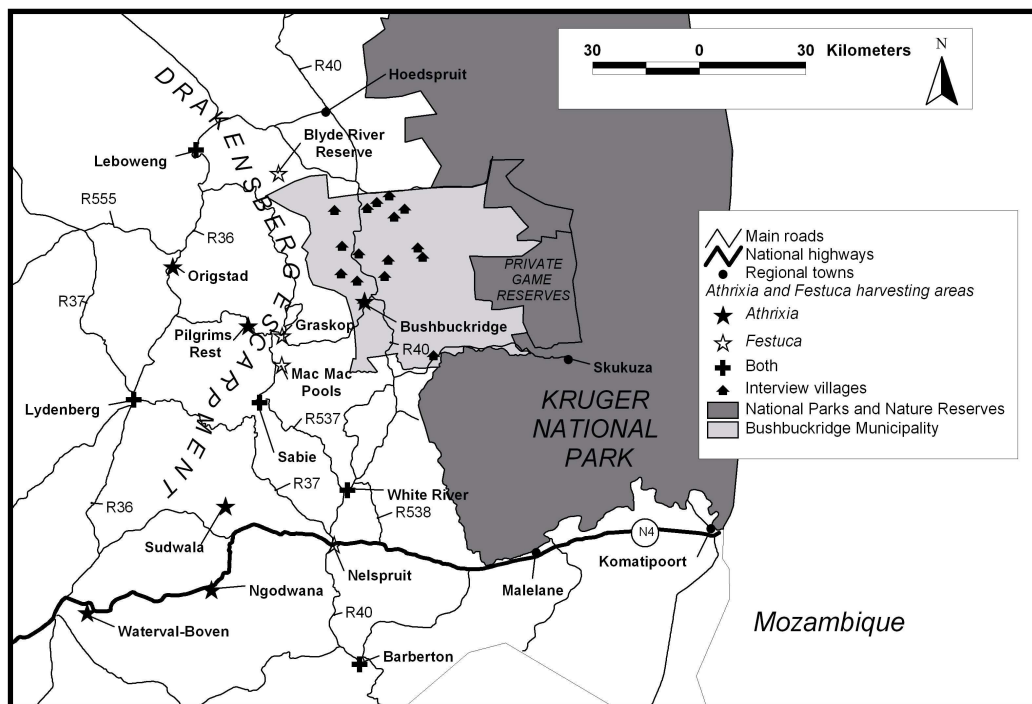 30 0 30 Kilometers
N
R40
Hoedspruit
DRAKENSBERG ESCARPMENT
Blyde River
Reserve
Leboweng
R555
R36
Origstad
PRIVATE
GAME
RESERVES
R37
Graskop
Bushbuckridge
Pilgrims
Rest
R40
Skukuza
Mac Mac
Pools
Lydenberg
KRUGER
NATIONAL
PARK
R537
Sabie
R37
White River
R36
R538
Sudwala
N4
Nelspruit
Komatipoort
Malelane
Ngodwana
R40
Waterval-Boven
Mozambique
Barberton
Main roads
National highways
Regional towns
Athrixia and Festuca harvesting areas
Athrixia
Festuca
Both
Interview villages
National Parks and Nature Reserves
Bushbuckridge Municipality